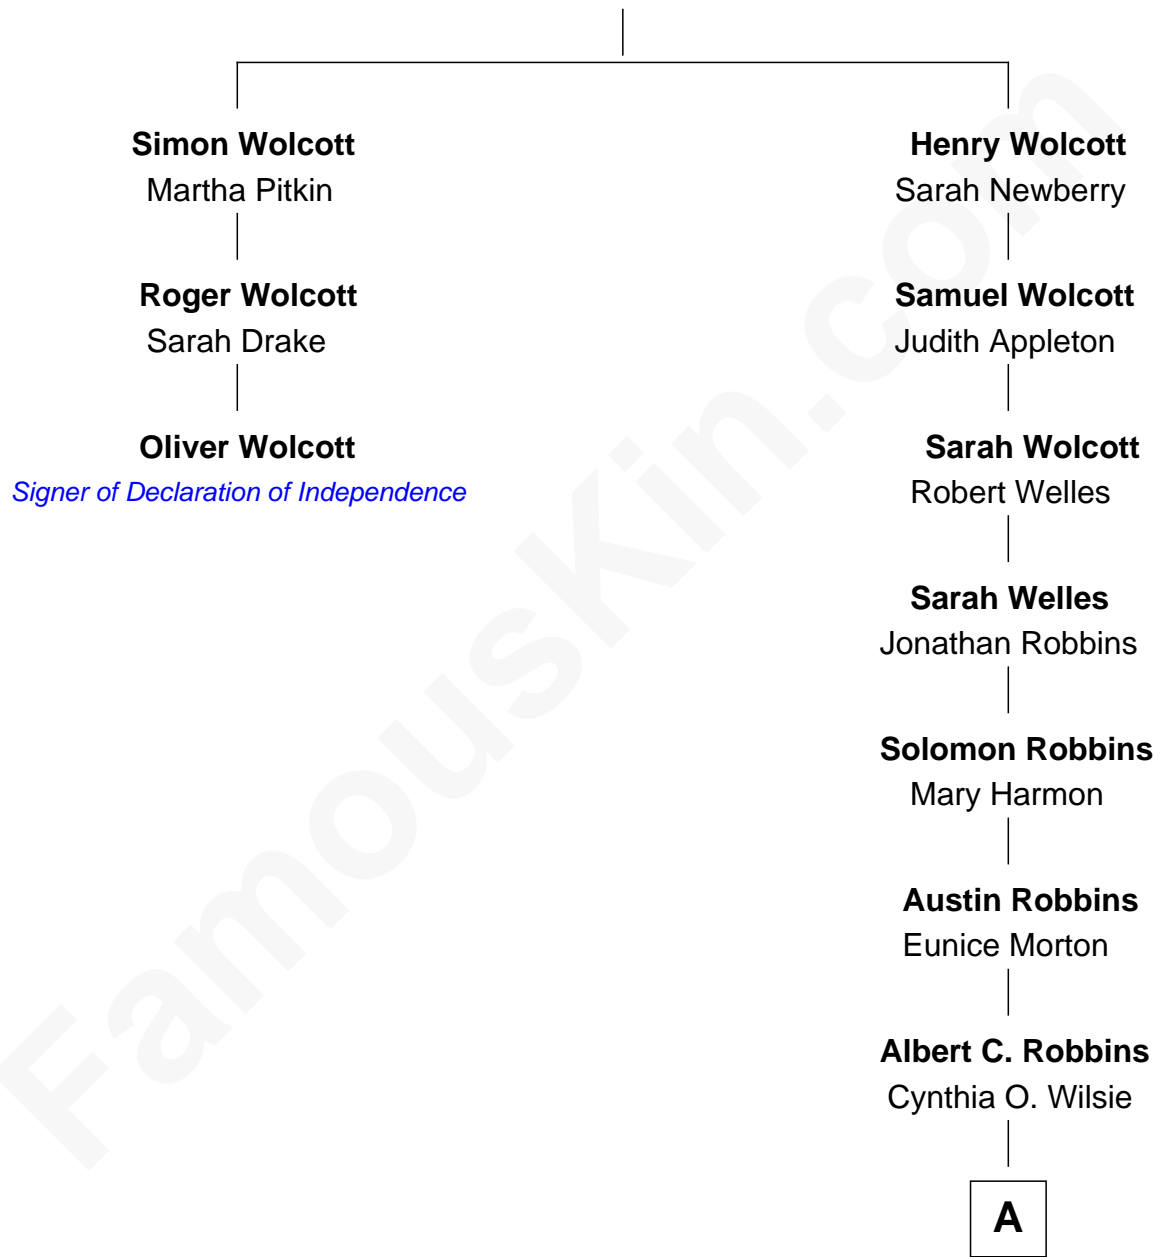 Simon Wolcott
Martha Pitkin
Roger Wolcott
Sarah Drake
Oliver Wolcott
Signer of Declaration of Independence
Henry Wolcott
Sarah Newberry
Samuel Wolcott
Judith Appleton
Sarah Wolcott
Robert Welles
Sarah Welles
Jonathan Robbins
Solomon Robbins
Mary Harmon
Austin Robbins
Eunice Morton
Albert C. Robbins
Cynthia O. Wilsie
A
FamousKin.com